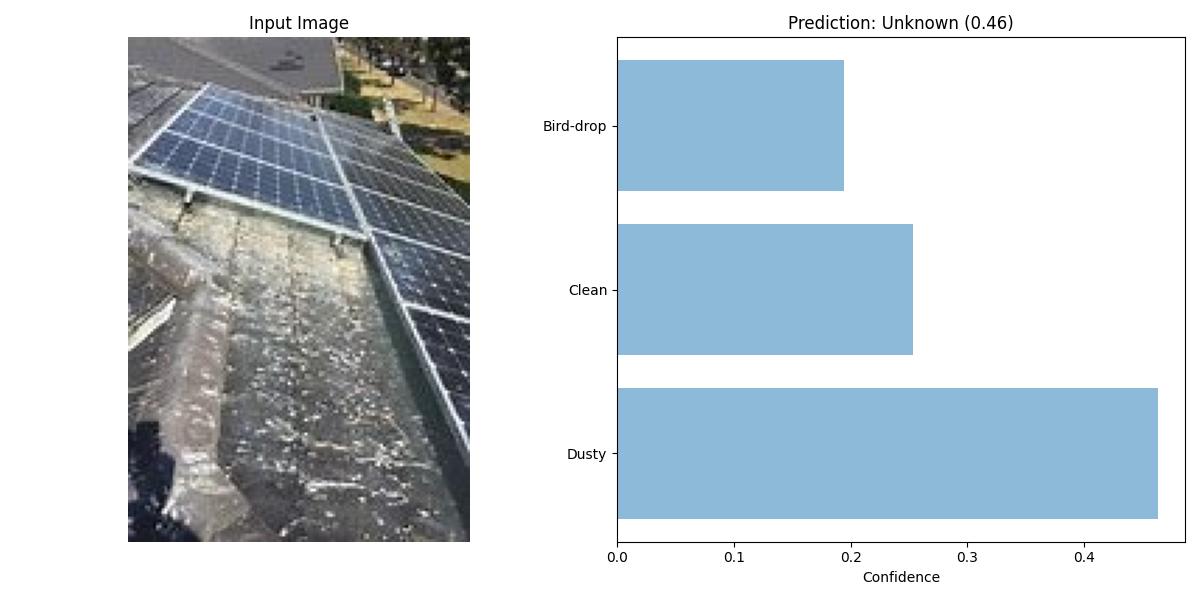 Input Image
Prediction: Unknown (0.46)
Bird-drop
Clean
Dusty
0.0 0.1 0.2 0.3 0.4
Confidence